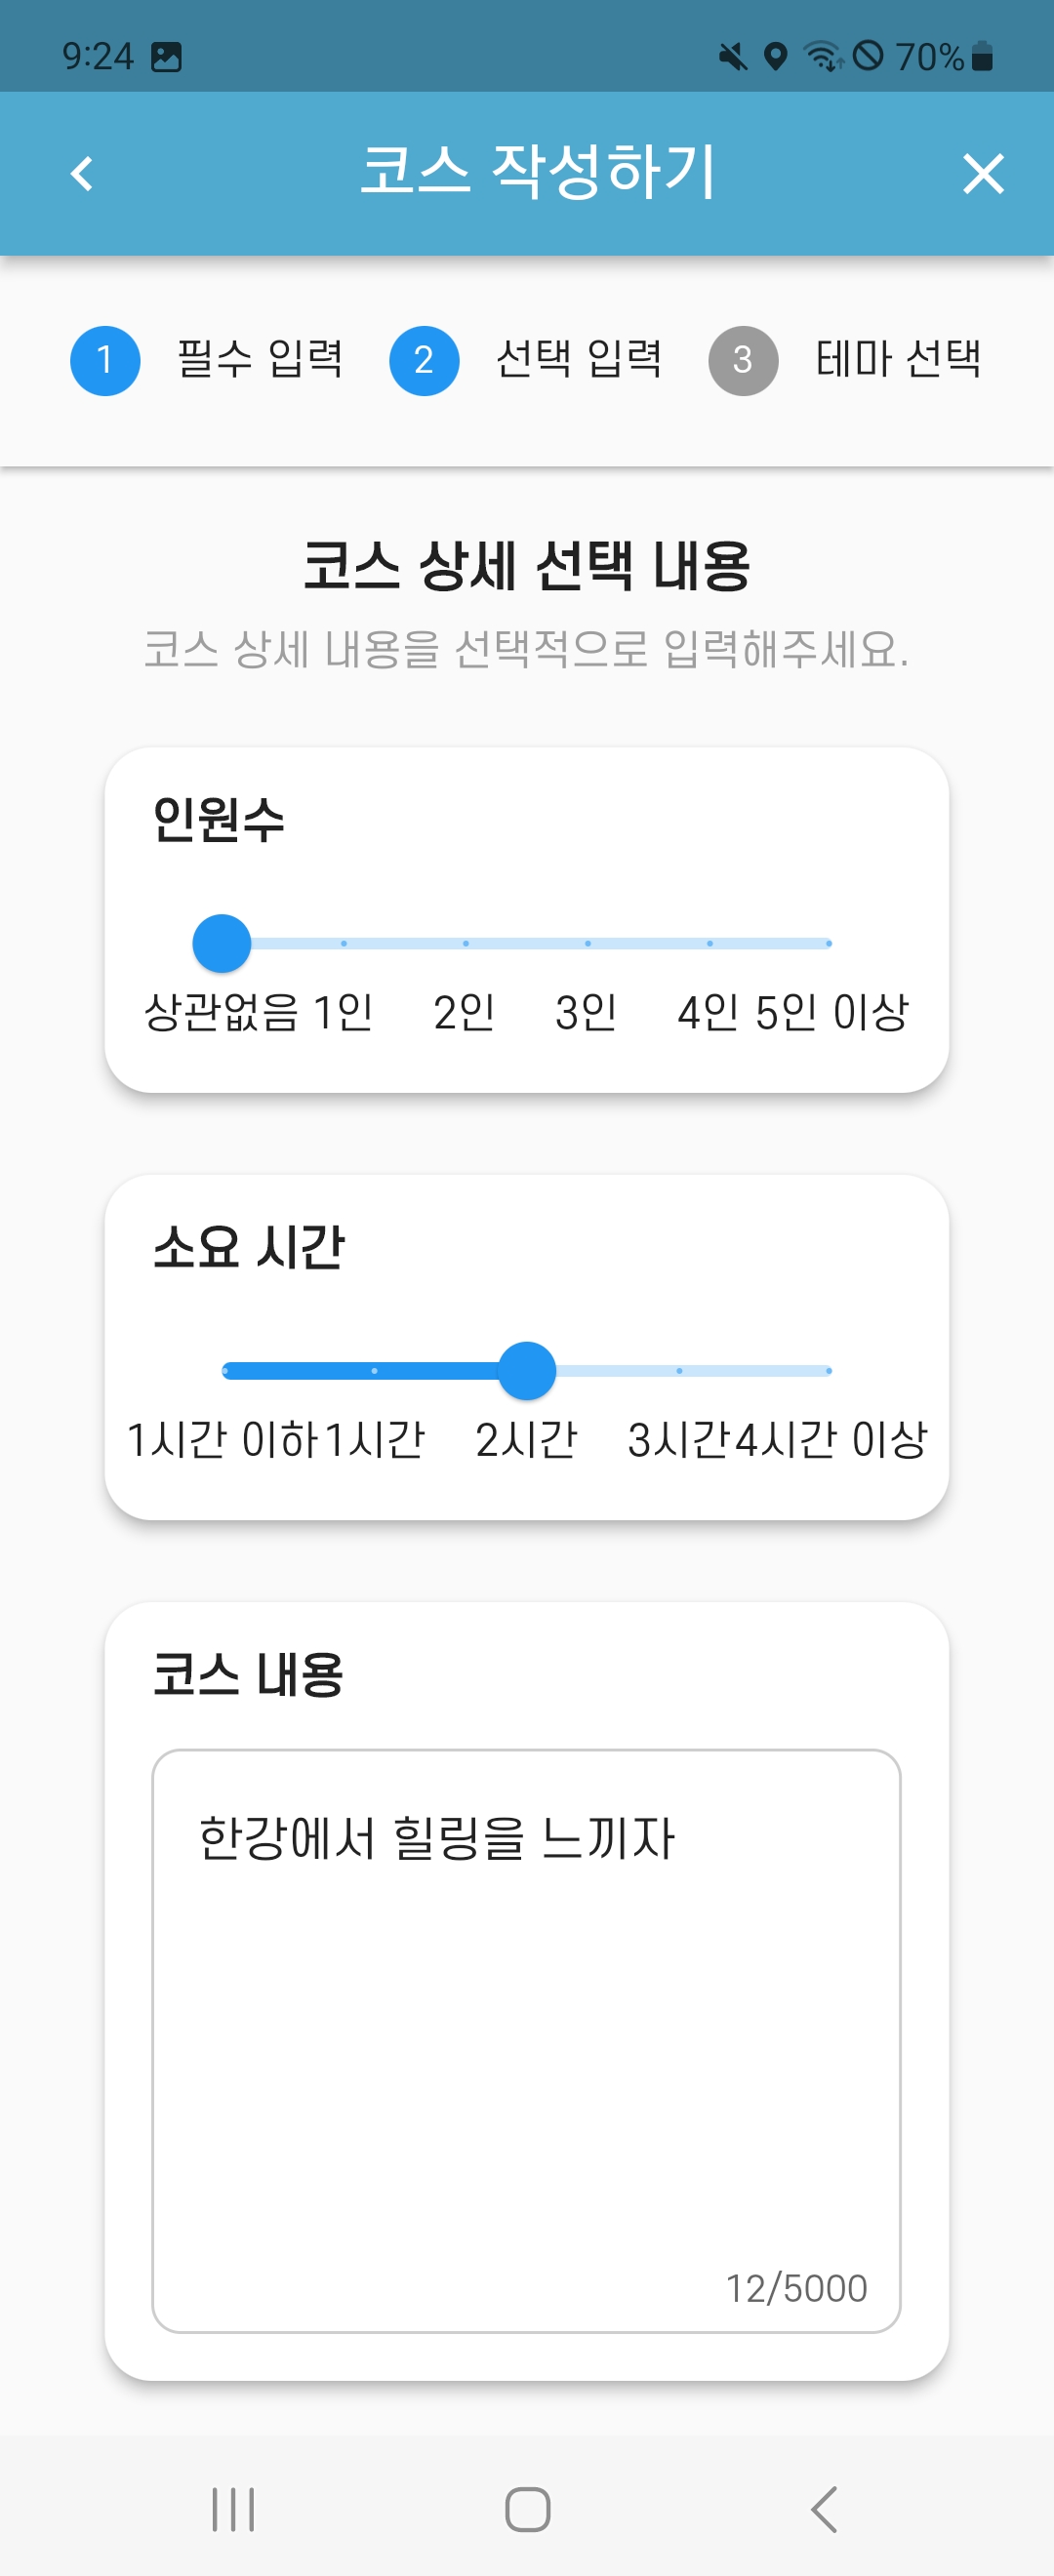 9:24 70%
코스 작성하기
1 필수 입력 2 선택 입력 3 테마 선택
코스 상세 선택 내용
코스 상세 내용을 선택적으로 입력해주세요.
인원수
상관없음 1인 2인 3인 4인 5인 이상
소요 시간
1시간 이하 1시간 2시간 3시간 4시간 이상
코스 내용
한강에서 힐링을 느끼자
12/5000